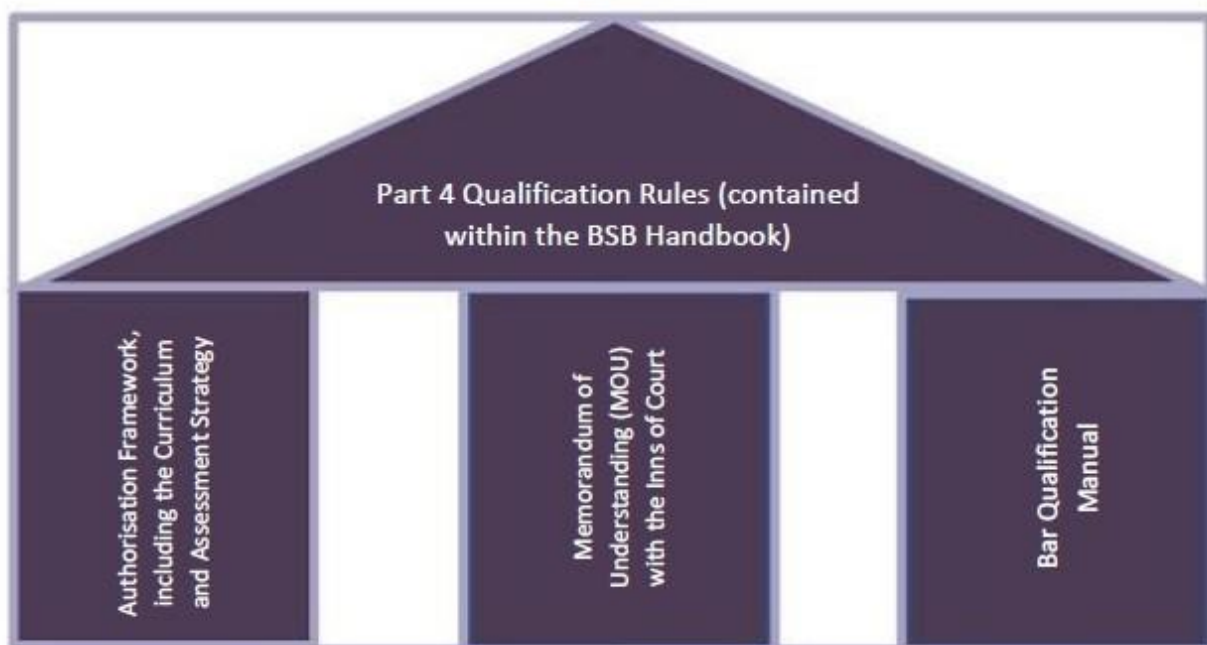 Part 4 Qualification Rules (contained
within the BSB Handbook)
Authorisation Framework,
including the Curriculum
and Assessment Strategy
Memorandum of
Understanding (MOU)
with the Inns of Court
Bar Qualification
Manual